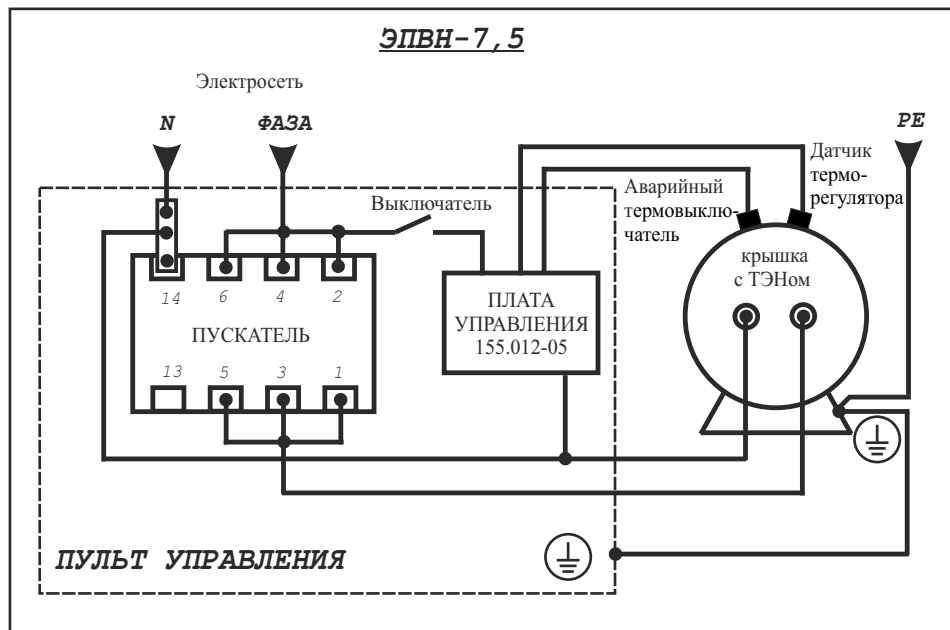 ЭПВН-7,5
Электросеть
N
ФАЗА
PE
Датчик
термо-
регулятора
Аварийный
термовыклю-
чатель
Выключатель
крышка
с ТЭНом
14
6
4
2
ПУСКАТЕЛЬ
13
5
3
1
ПЛАТА
УПРАВЛЕНИЯ
155.012-05
ПУЛЬТ УПРАВЛЕНИЯ